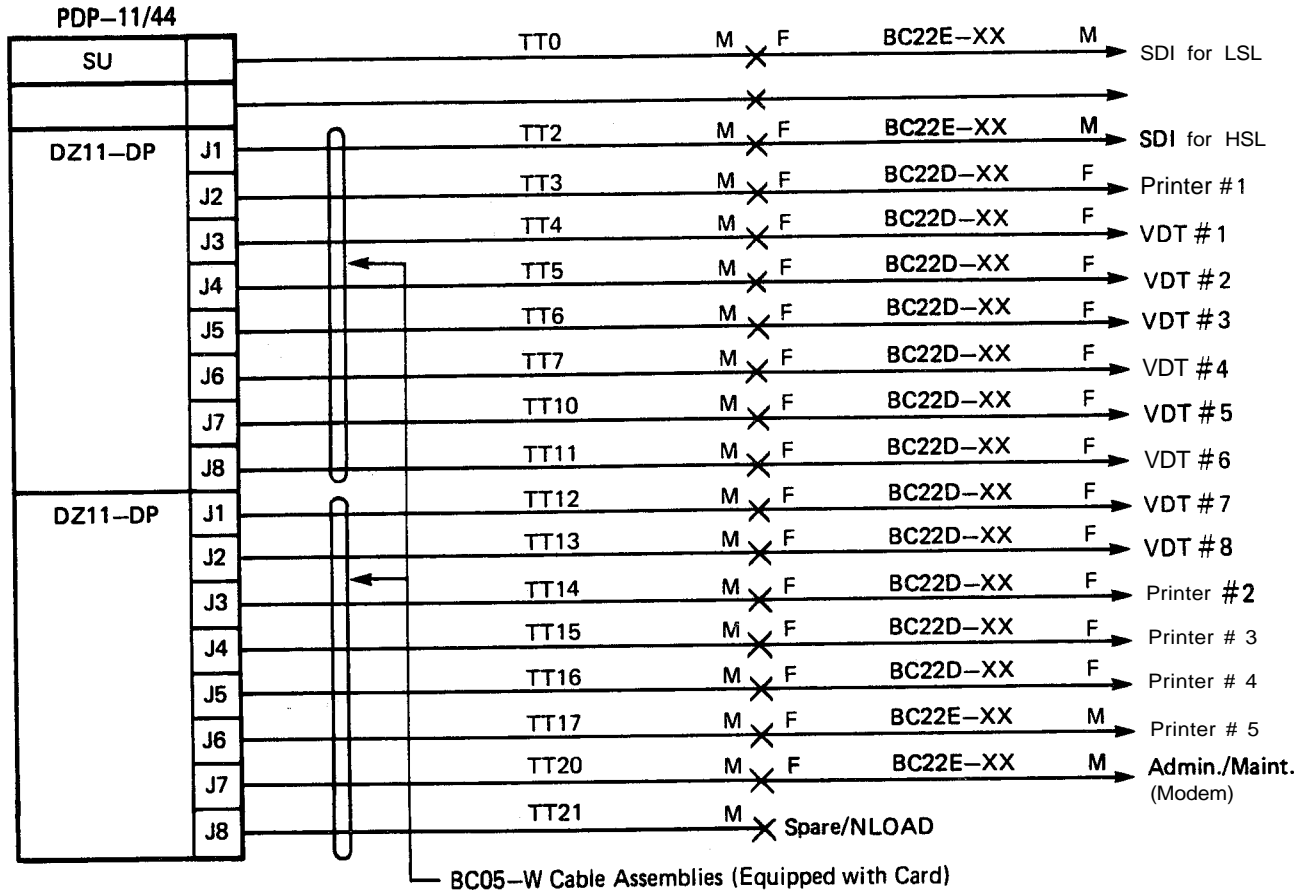 PDP-11/44
SU TT0 M F BC22E-XX M SDI for LSL
DZ11-DP J1 TT2 M F BC22E-XX M SDI for HSL
J2 TT3 M F BC22D-XX F Printer #1
J3 TT4 M F BC22D-XX F VDT #1
J4 TT5 M F BC22D-XX F VDT #2
J5 TT6 M F BC22D-XX F VDT #3
J6 TT7 M F BC22D-XX F VDT #4
J7 TT10 M F BC22D-XX F VDT #5
J8 TT11 M F BC22D-XX F VDT #6
DZ11-DP J1 TT12 M F BC22D-XX F VDT #7
J2 TT13 M F BC22D-XX F VDT #8
J3 TT14 M F BC22D-XX F Printer #2
J4 TT15 M F BC22D-XX F Printer # 3
J5 TT16 M F BC22D-XX F Printer # 4
J6 TT17 M F BC22E-XX M Printer # 5
J7 TT20 M F BC22E-XX M Admin./Maint.
(Modem)
J8 TT21 M Spare/NLOAD
BC05-W Cable Assemblies (Equipped with Card)